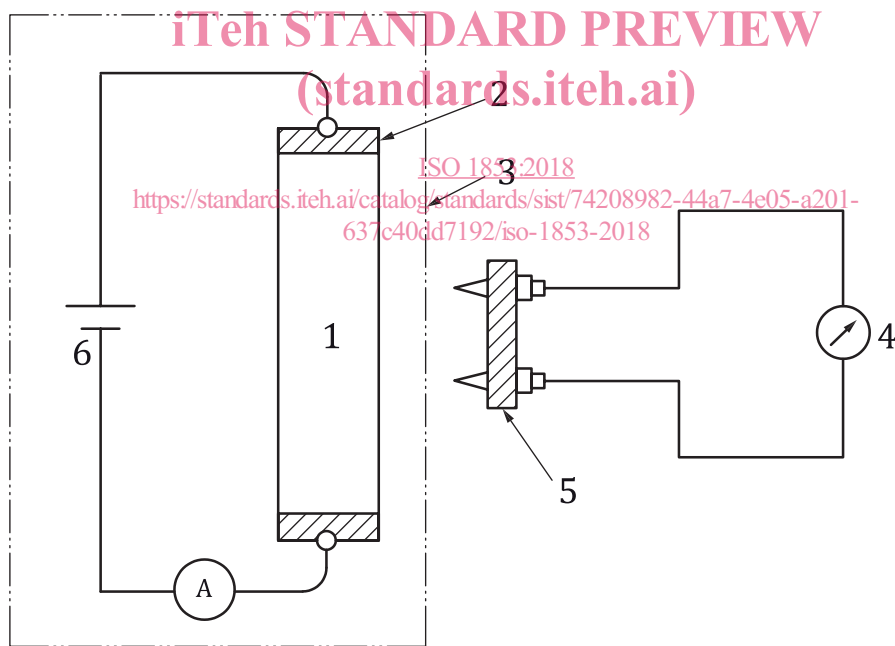 iTeh STANDARD PREVIEW
(standards.iteh.ai)
2
ISO 1853:2018
3
https://standards.iteh.ai/catalog/standards/sist/74208982-44a7-4e05-a201-
637c40dd7192/iso-1853-2018
1
6
4
5
A